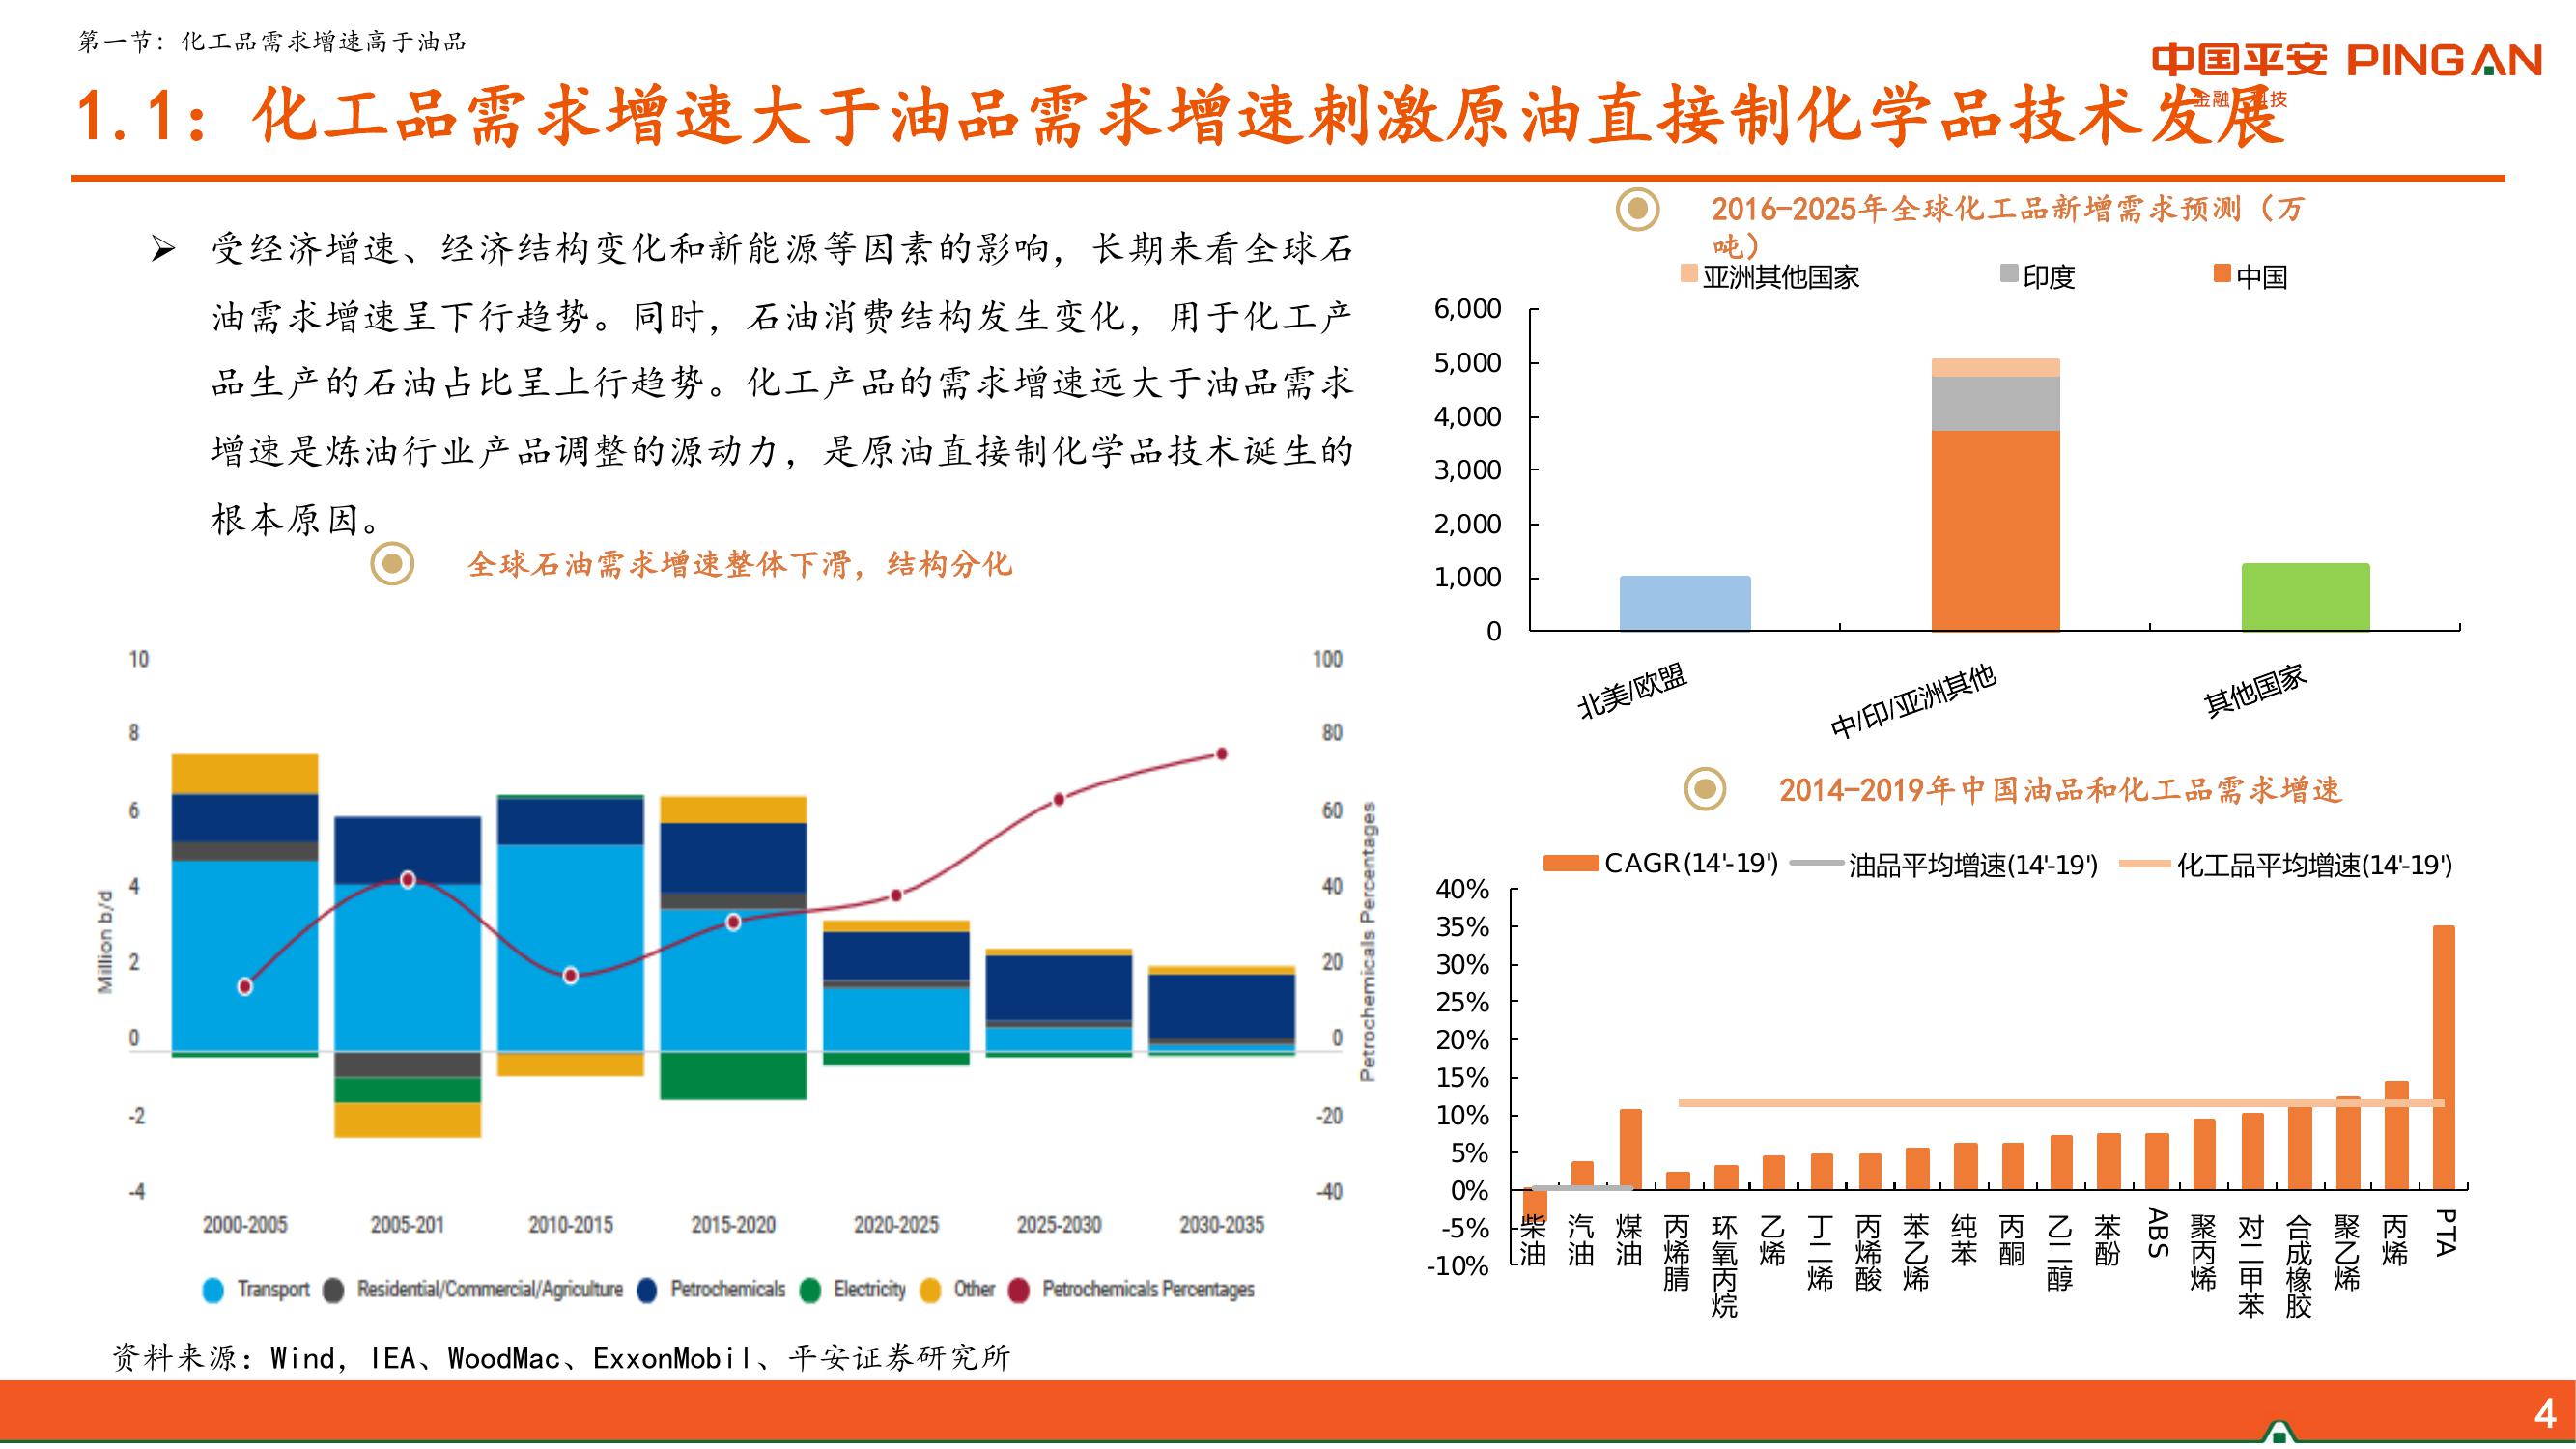 第一节：化工品需求增速高于油品
中国平安 PINGAN
金融·科技
1.1：化工品需求增速大于油品需求增速刺激原油直接制化学品技术发展
➢ 受经济增速、经济结构变化和新能源等因素的影响，长期来看全球石
油需求增速呈下行趋势。同时，石油消费结构发生变化，用于化工产
品生产的石油占比呈上行趋势。化工产品的需求增速远大于油品需求
增速是炼油行业产品调整的源动力，是原油直接制化学品技术诞生的
根本原因。
全球石油需求增速整体下滑，结构分化
10
8
6
4
2
0
-2
-4
Million b/d
100
80
60
40
20
0
-20
-40
Petrochemicals Percentages
2000-2005 2005-201 2010-2015 2015-2020 2020-2025 2025-2030 2030-2035
Transport Residential/Commercial/Agriculture Petrochemicals Electricity Other Petrochemicals Percentages
2016-2025年全球化工品新增需求预测（万
吨）
亚洲其他国家 印度 中国
6,000
5,000
4,000
3,000
2,000
1,000
0
北美/欧盟 中/印/亚洲其他 其他国家
2014-2019年中国油品和化工品需求增速
CAGR(14'-19') 油品平均增速(14'-19') 化工品平均增速(14'-19')
40%
35%
30%
25%
20%
15%
10%
5%
0%
-5%
-10%
柴油 汽油 煤油 丙烯腈 环氧丙烷 乙烯 丁二烯 丙烯酸 苯乙烯 纯苯 丙酮 乙二醇 苯酚 ABS 聚丙烯 对二甲苯 合成橡胶 聚乙烯 丙烯 PTA
资料来源：Wind，IEA、WoodMac、ExxonMobil、平安证券研究所
4